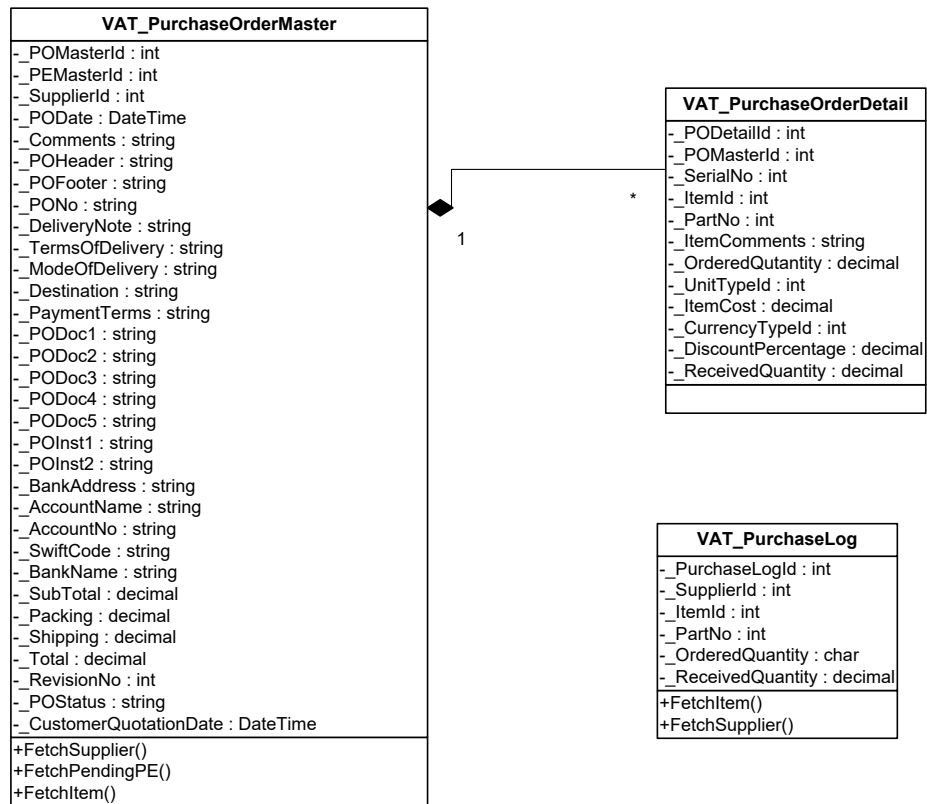 VAT_PurchaseOrderMaster
-_POMasterId : int
-_PEMasterId : int
-_SupplierId : int
-_PODate : DateTime
-_Comments : string
-_POHeader : string
-_POFooter : string
-_PONo : string
-_DeliveryNote : string
-_TermsOfDelivery : string
-_ModeOfDelivery : string
-_Destination : string
-_PaymentTerms : string
-_PODoc1 : string
-_PODoc2 : string
-_PODoc3 : string
-_PODoc4 : string
-_PODoc5 : string
-_POInst1 : string
-_POInst2 : string
-_BankAddress : string
-_AccountName : string
-_AccountNo : string
-_SwiftCode : string
-_BankName : string
-_SubTotal : decimal
-_Packing : decimal
-_Shipping : decimal
-_Total : decimal
-_RevisionNo : int
-_POStatus : string
-_CustomerQuotationDate : DateTime
+FetchSupplier()
+FetchPendingPE()
+FetchItem()
1
*
VAT_PurchaseOrderDetail
-_PODetailId : int
-_POMasterId : int
-_SerialNo : int
-_ItemId : int
-_PartNo : int
-_ItemComments : string
-_OrderedQutantity : decimal
-_UnitTypeId : int
-_ItemCost : decimal
-_CurrencyTypeId : int
-_DiscountPercentage : decimal
-_ReceivedQuantity : decimal
VAT_PurchaseLog
-_PurchaseLogId : int
-_SupplierId : int
-_ItemId : int
-_PartNo : int
-_OrderedQuantity : char
-_ReceivedQuantity : decimal
+FetchItem()
+FetchSupplier()